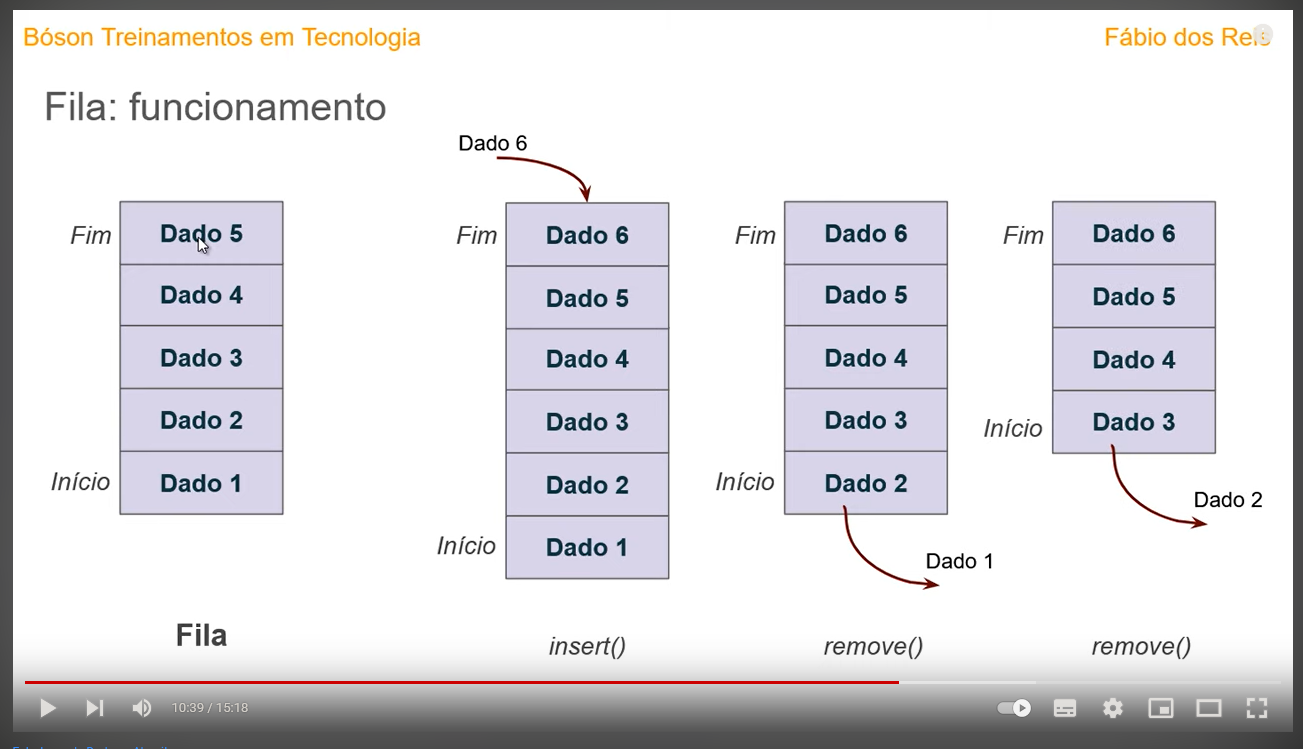 Bóson Treinamentos em Tecnologia
Fábio dos Reis
Fila: funcionamento
Dado 6
Fim
Dado 5
Dado 4
Dado 3
Dado 2
Início
Dado 1
Fila
Fim
Dado 6
Dado 5
Dado 4
Dado 3
Dado 2
Início
Dado 1
insert()
Fim
Dado 6
Dado 5
Dado 4
Dado 3
Início
Dado 2
Dado 1
remove()
Fim
Dado 6
Dado 5
Dado 4
Início
Dado 3
Dado 2
remove()
10:39 / 15:18